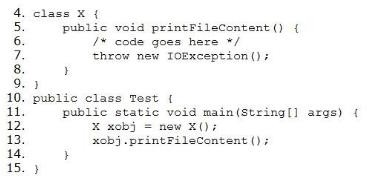 4. class X {
5.     public void printFileContent() {
6.         /* code goes here */
7.         throw new IOException();
8.     }
9. }
10. public class Test {
11.     public static void main(String[] args) {
12.         X xobj = new X();
13.         xobj.printFileContent();
14.     }
15. }